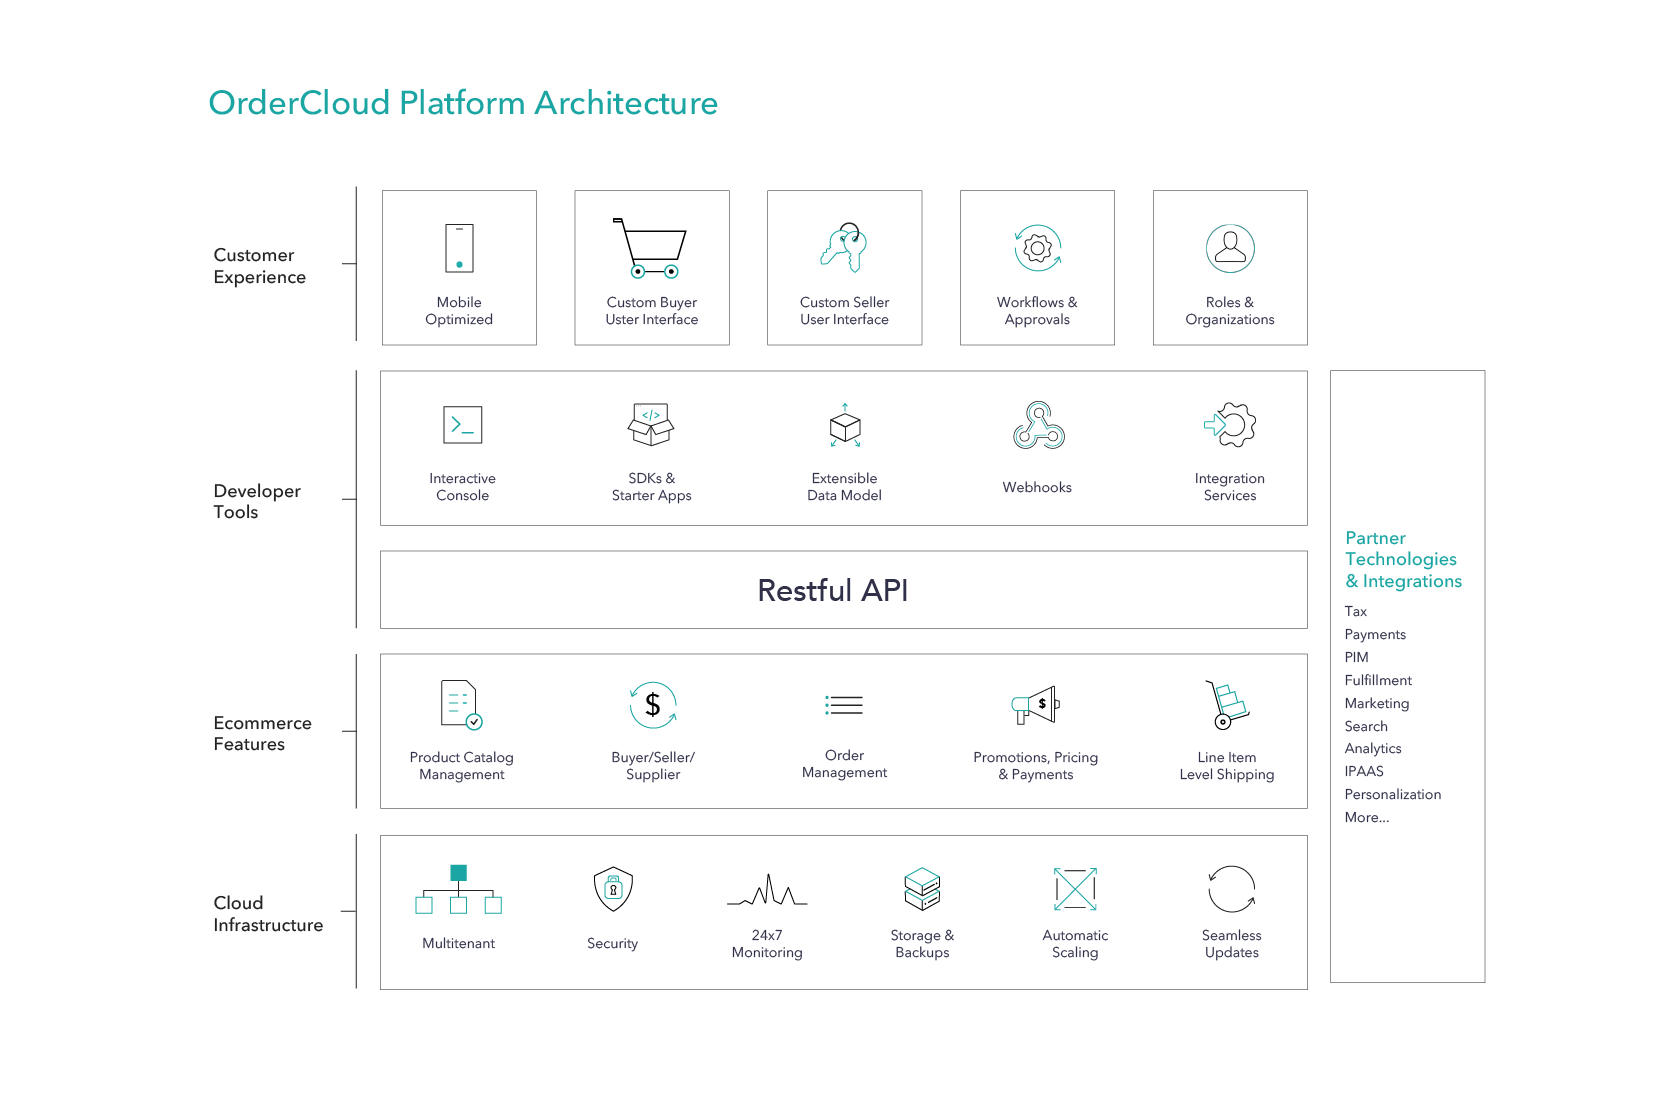 OrderCloud Platform Architecture
Customer
Experience
Mobile
Optimized
Custom Buyer
Uster Interface
Custom Seller
User Interface
Workflows &
Approvals
Roles &
Organizations
Developer
Tools
Interactive
Console
</>
SDKs &
Starter Apps
Extensible
Data Model
Webhooks
Integration
Services
Restful API
Ecommerce
Features
Product Catalog
Management
$
Buyer/Seller/
Supplier
Order
Management
$
Promotions, Pricing
& Payments
Line Item
Level Shipping
Cloud
Infrastructure
Multitenant
Security
24x7
Monitoring
Storage &
Backups
Automatic
Scaling
Seamless
Updates
Partner
Technologies
& Integrations
Tax
Payments
PIM
Fulfillment
Marketing
Search
Analytics
IPAAS
Personalization
More...